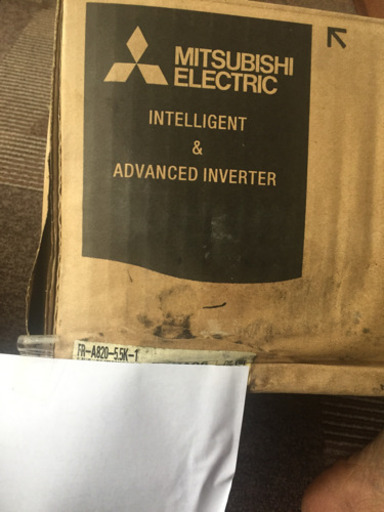 MITSUBISHI
ELECTRIC
INTELLIGENT
&
ADVANCED INVERTER
FR-A820-5.5K-1